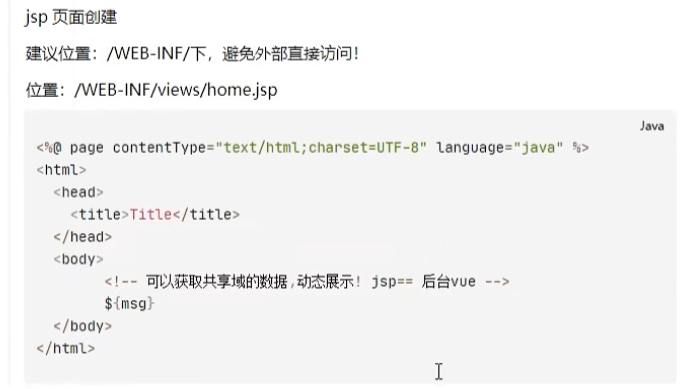 jsp 页面创建
建议位置：/WEB-INF/下，避免外部直接访问！
位置：/WEB-INF/views/home.jsp
Java
<%@ page contentType="text/html;charset=UTF-8" language="java" %>
<html>
  <head>
    <title>Title</title>
  </head>
  <body>
        <!-- 可以获取共享域的数据,动态展示! jsp== 后台vue -->
        ${msg}
  </body>
</html>